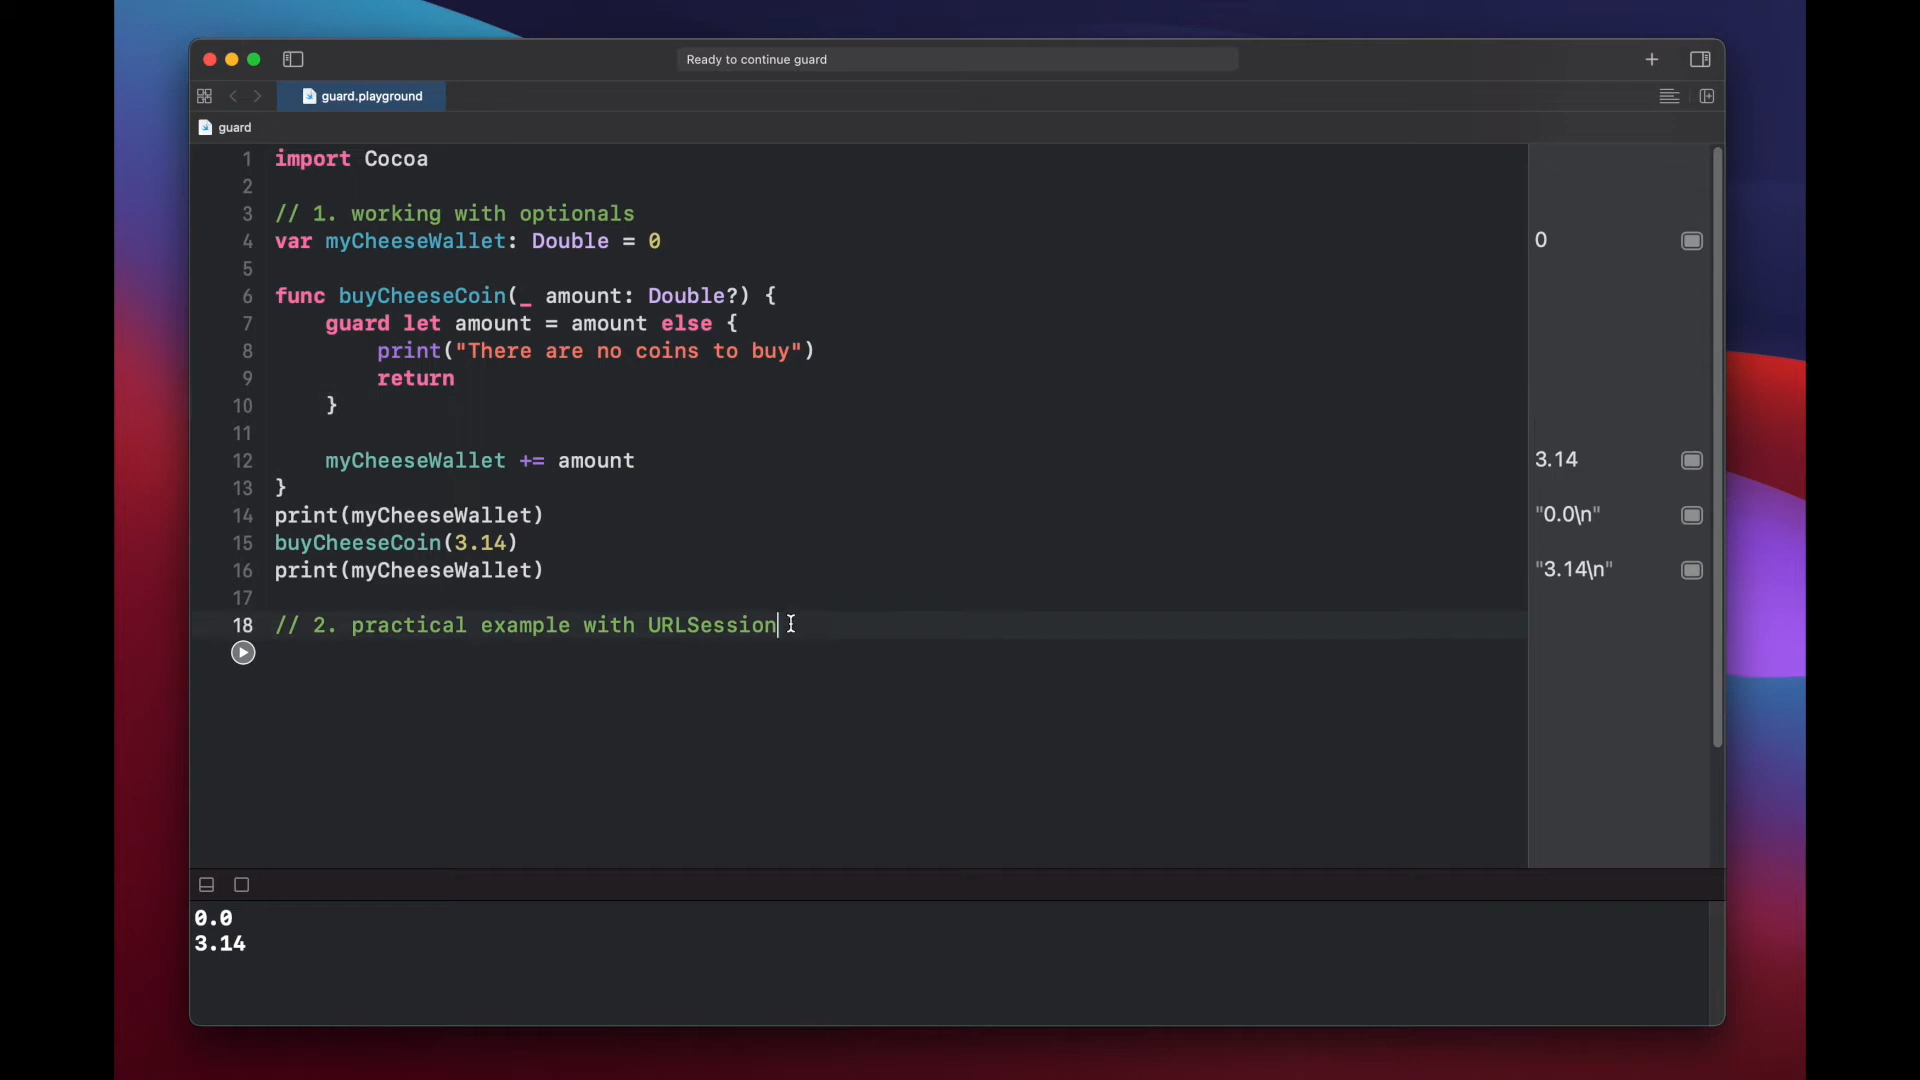 Ready to continue guard
guard.playground
guard
1 import Cocoa
2
3 // 1. working with optionals
4 var myCheeseWallet: Double = 0 0
5
6 func buyCheeseCoin(_ amount: Double?) {
7 guard let amount = amount else {
8 print("There are no coins to buy")
9 return
10 }
11
12 myCheeseWallet += amount 3.14
13 }
14 print(myCheeseWallet) "0.0\n"
15 buyCheeseCoin(3.14)
16 print(myCheeseWallet) "3.14\n"
17
18 // 2. practical example with URLSession
0.0
3.14